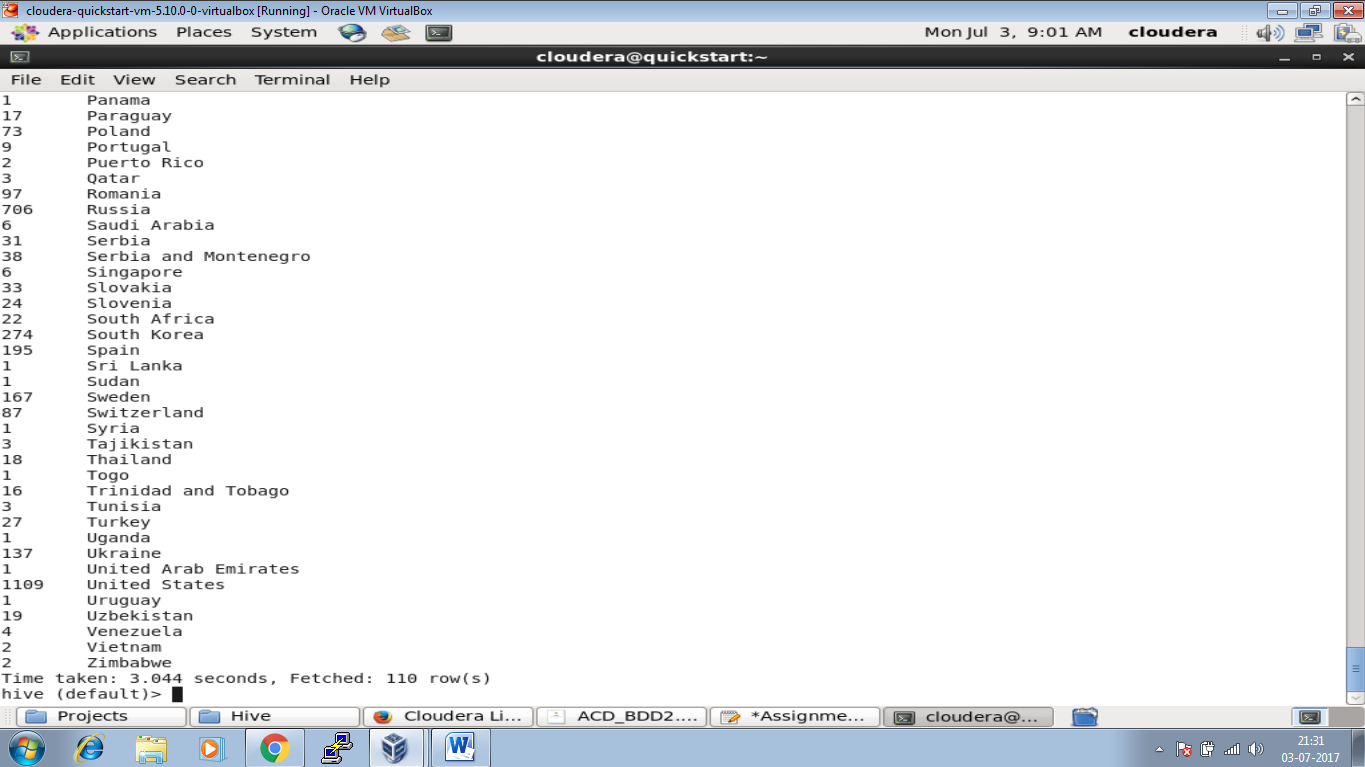 cloudera-quickstart-vm-5.10.0-0-virtualbox [Running] - Oracle VM VirtualBox
Applications Places System Mon Jul 3, 9:01 AM cloudera
cloudera@quickstart:~
File Edit View Search Terminal Help
1 Panama
17 Paraguay
73 Poland
9 Portugal
2 Puerto Rico
3 Qatar
97 Romania
706 Russia
6 Saudi Arabia
31 Serbia
38 Serbia and Montenegro
6 Singapore
33 Slovakia
24 Slovenia
22 South Africa
274 South Korea
195 Spain
1 Sri Lanka
1 Sudan
167 Sweden
87 Switzerland
1 Syria
3 Tajikistan
18 Thailand
1 Togo
16 Trinidad and Tobago
3 Tunisia
27 Turkey
1 Uganda
137 Ukraine
1 United Arab Emirates
1109 United States
1 Uruguay
19 Uzbekistan
4 Venezuela
2 Vietnam
2 Zimbabwe
Time taken: 3.044 seconds, Fetched: 110 row(s)
hive (default)>
Projects Hive Cloudera Li... ACD_BDD2.... *Assignme... cloudera@...
21:31
03-07-2017